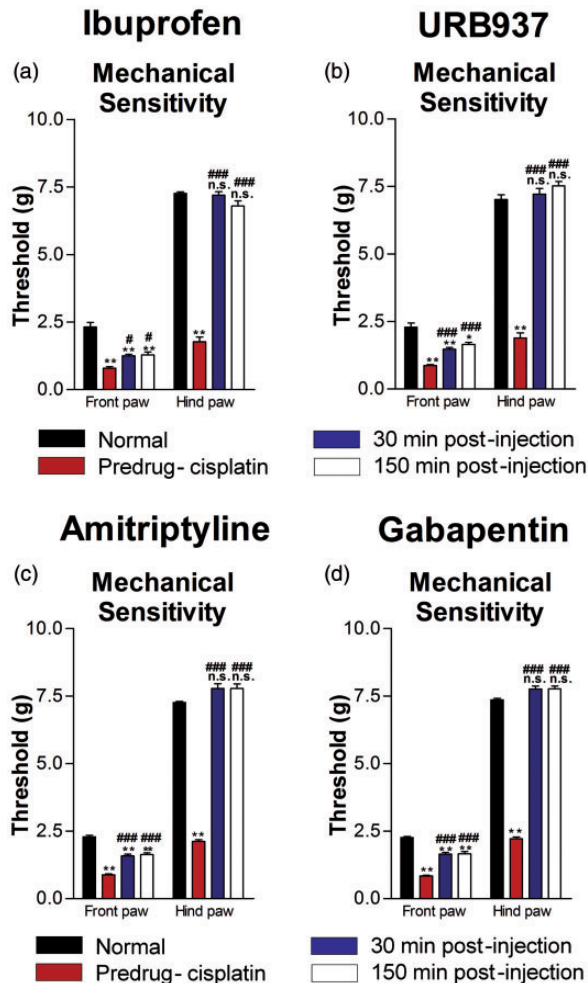 Ibuprofen
URB937
(a)
Mechanical
Sensitivity
Threshold (g)
10.0
7.5
5.0
2.5
0.0
**
#
**
#
**
**
###
n.s.
###
n.s.
Front paw
Hind paw
(b)
Mechanical
Sensitivity
Threshold (g)
10.0
7.5
5.0
2.5
0.0
**
###
**
###
*
**
###
n.s.
###
n.s.
Front paw
Hind paw
Normal
Predrug- cisplatin
30 min post-injection
150 min post-injection
Amitriptyline
Gabapentin
(c)
Mechanical
Sensitivity
Threshold (g)
10.0
7.5
5.0
2.5
0.0
**
###
**
###
**
**
###
n.s.
###
n.s.
Front paw
Hind paw
(d)
Mechanical
Sensitivity
Threshold (g)
10.0
7.5
5.0
2.5
0.0
**
###
**
###
**
**
###
n.s.
###
n.s.
Front paw
Hind paw
Normal
Predrug- cisplatin
30 min post-injection
150 min post-injection